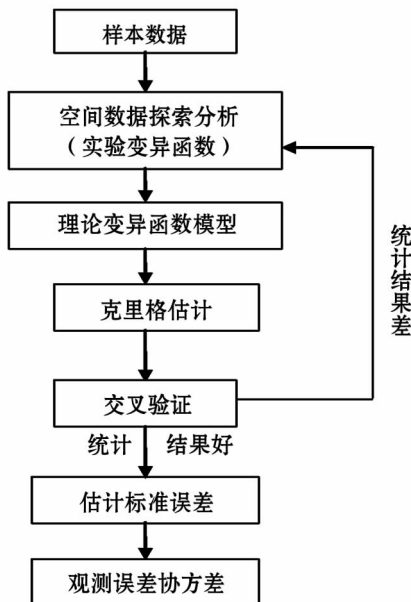 样本数据
空间数据探索分析
（实验变异函数）
理论变异函数模型
克里格估计
交叉验证
统计 结果好
统计结果差
估计标准误差
观测误差协方差